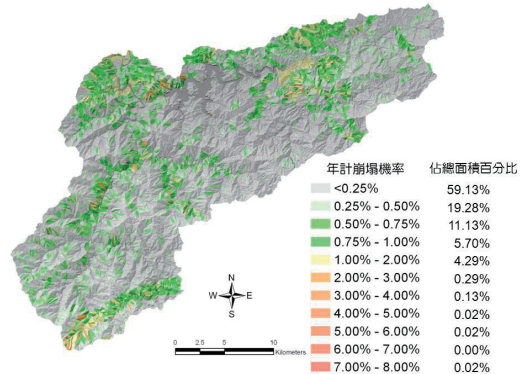 年計崩塌機率 佔總面積百分比
<0.25% 59.13%
0.25% - 0.50% 19.28%
0.50% - 0.75% 11.13%
0.75% - 1.00% 5.70%
1.00% - 2.00% 4.29%
2.00% - 3.00% 0.29%
3.00% - 4.00% 0.13%
4.00% - 5.00% 0.02%
5.00% - 6.00% 0.02%
6.00% - 7.00% 0.00%
7.00% - 8.00% 0.02%
N
W E
S
0 2.5 5 10
Kilometers